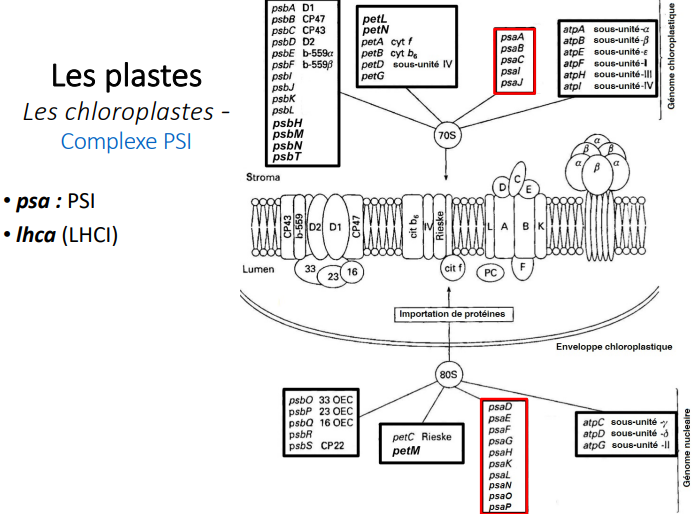 Les plastes
Les chloroplastes -
Complexe PSI
• psa : PSI
• lhca (LHCI)
psbA D1
psbB CP47
psbC CP43
psbD D2
psbE b-559α
psbF b-559β
psbI
psbJ
psbK
psbL
psbH
psbM
psbN
psbT
petL
petN
petA cyt f
petB cyt b6
petD sous-unité IV
petG
psaA
psaB
psaC
psaI
psaJ
atpA sous-unité-α
atpB sous-unité-β
atpE sous-unité-ε
atpF sous-unité-I
atpH sous-unité-III
atpI sous-unité-IV
Génome chloroplastique
70S
Stroma
CP43
b-559
D2
D1
CP47
33
23
16
cit b6
IV
Rieske
cit f
PC
D
C
E
L
A
B
K
F
α
β
β
α
β
α
Lumen
Importation de protéines
Enveloppe chloroplastique
80S
psbO 33 OEC
psbP 23 OEC
psbQ 16 OEC
psbR
psbS CP22
petC Rieske
petM
psaD
psaE
psaF
psaG
psaH
psaK
psaL
psaN
psaO
psaP
atpC sous-unité -γ
atpD sous-unité -δ
atpG sous-unité -II
Génome nucleaire